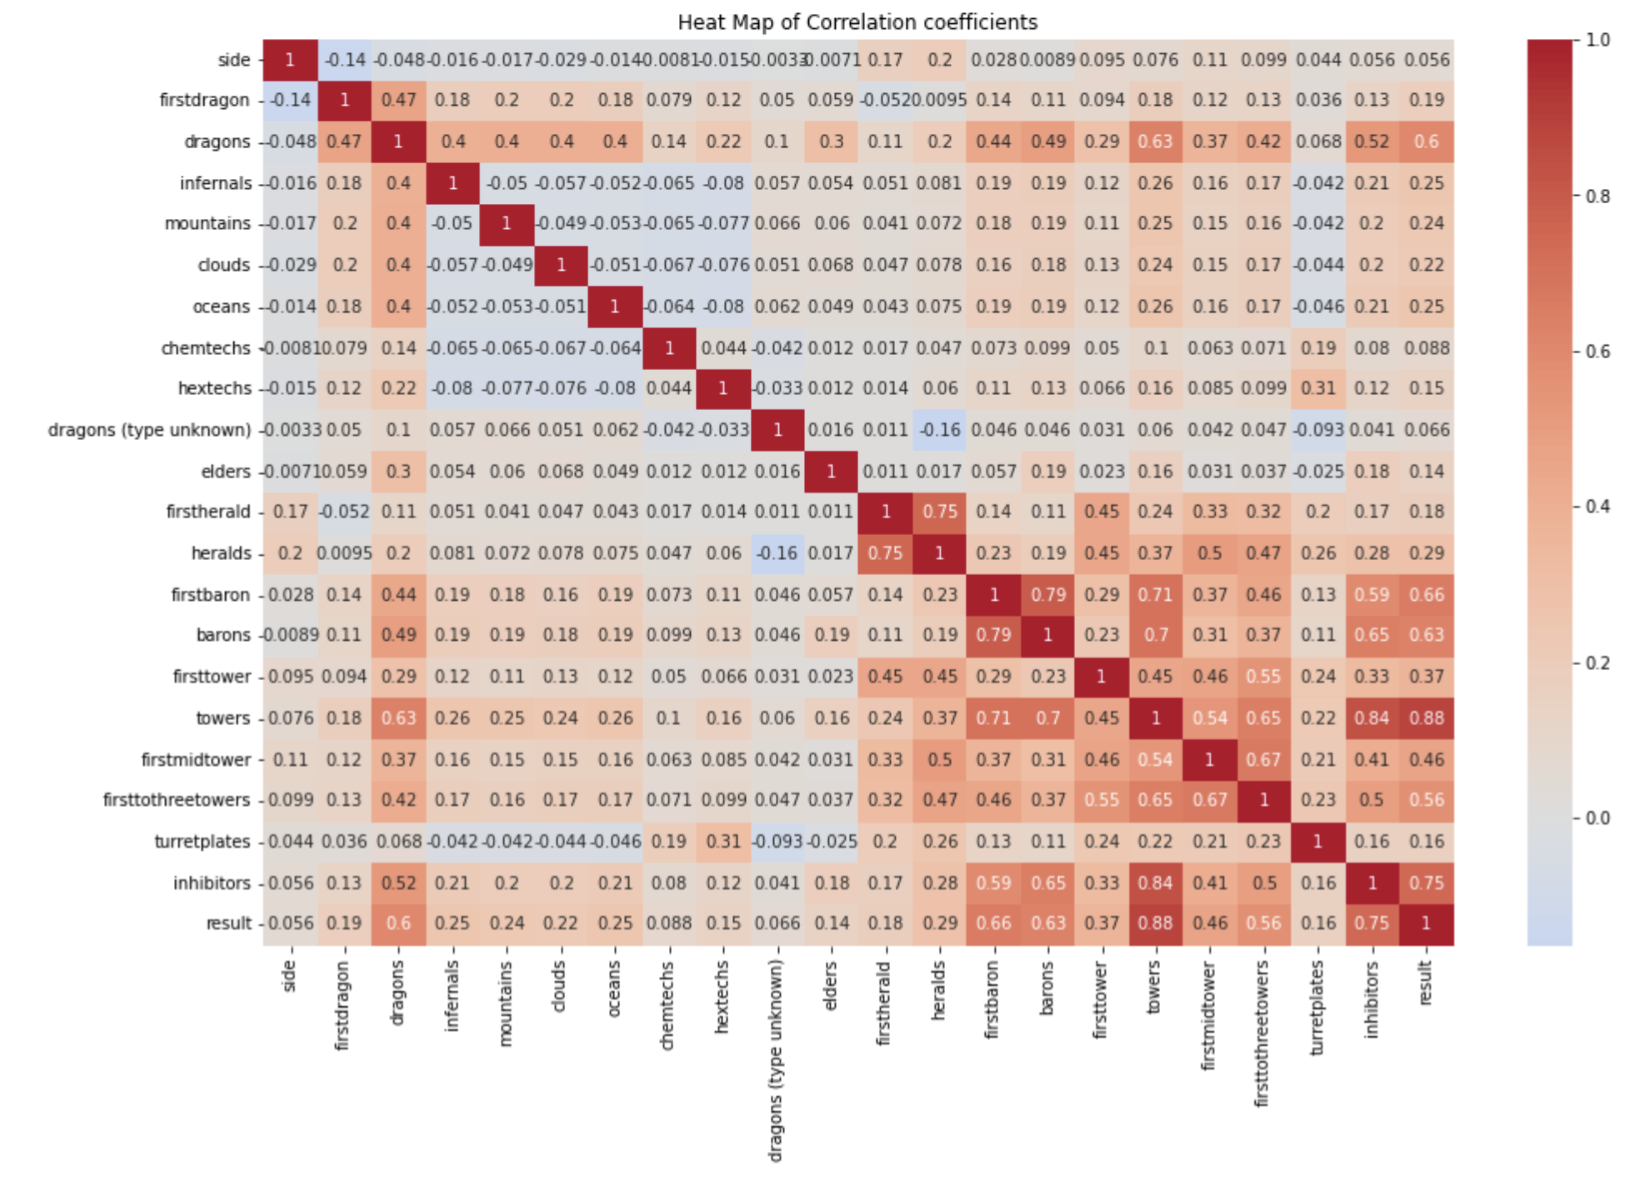 Heat Map of Correlation coefficients
side 1 -0.14 -0.048 -0.016 -0.017 -0.029 -0.014 0.0081 -0.015 -0.0033 0.0071 0.17 0.2 0.028 0.0089 0.095 0.076 0.11 0.099 0.044 0.056 0.056
firstdragon -0.14 1 0.47 0.18 0.2 0.2 0.18 0.079 0.12 0.05 0.059 -0.052 0.0095 0.14 0.11 0.094 0.18 0.12 0.13 0.036 0.13 0.19
dragons -0.048 0.47 1 0.4 0.4 0.4 0.4 0.14 0.22 0.1 0.3 0.11 0.2 0.44 0.49 0.29 0.63 0.37 0.42 0.068 0.52 0.6
infernals -0.016 0.18 0.4 1 -0.05 -0.057 -0.052 -0.065 -0.08 0.057 0.054 0.051 0.081 0.19 0.19 0.12 0.26 0.16 0.17 -0.042 0.21 0.25
mountains -0.017 0.2 0.4 -0.05 1 -0.049 -0.053 -0.065 -0.077 0.066 0.06 0.041 0.072 0.18 0.19 0.11 0.25 0.15 0.16 -0.042 0.2 0.24
clouds -0.029 0.2 0.4 -0.057 -0.049 1 -0.051 -0.067 -0.076 0.051 0.068 0.047 0.078 0.16 0.18 0.13 0.24 0.15 0.17 -0.044 0.2 0.22
oceans -0.014 0.18 0.4 -0.052 -0.053 -0.051 1 -0.064 -0.08 0.062 0.049 0.043 0.075 0.19 0.19 0.12 0.26 0.16 0.17 -0.046 0.21 0.25
chemtechs -0.0081 0.079 0.14 -0.065 -0.065 -0.067 -0.064 1 0.044 -0.042 0.012 0.017 0.047 0.073 0.099 0.05 0.1 0.063 0.071 0.19 0.08 0.088
hextechs -0.015 0.12 0.22 -0.08 -0.077 -0.076 -0.08 0.044 1 -0.033 0.012 0.014 0.06 0.11 0.13 0.066 0.16 0.085 0.099 0.31 0.12 0.15
dragons (type unknown) -0.0033 0.05 0.1 0.057 0.066 0.051 0.062 -0.042 -0.033 1 0.016 0.011 -0.16 0.046 0.046 0.031 0.06 0.042 0.047 -0.093 0.041 0.066
elders -0.0071 0.059 0.3 0.054 0.06 0.068 0.049 0.012 0.012 0.016 1 0.011 0.017 0.057 0.19 0.023 0.16 0.031 0.037 -0.025 0.18 0.14
firstherald 0.17 -0.052 0.11 0.051 0.041 0.047 0.043 0.017 0.014 0.011 0.011 1 0.75 0.14 0.11 0.45 0.24 0.33 0.32 0.2 0.17 0.18
heralds 0.2 0.0095 0.2 0.081 0.072 0.078 0.075 0.047 0.06 -0.16 0.017 0.75 1 0.23 0.19 0.45 0.37 0.5 0.47 0.26 0.28 0.29
firstbaron 0.028 0.14 0.44 0.19 0.18 0.16 0.19 0.073 0.11 0.046 0.057 0.14 0.23 1 0.79 0.29 0.71 0.37 0.46 0.13 0.59 0.66
barons 0.0089 0.11 0.49 0.19 0.19 0.18 0.19 0.099 0.13 0.046 0.19 0.11 0.19 0.79 1 0.23 0.7 0.31 0.37 0.11 0.65 0.63
firsttower 0.095 0.094 0.29 0.12 0.11 0.13 0.12 0.05 0.066 0.031 0.023 0.45 0.45 0.29 0.23 1 0.45 0.46 0.55 0.24 0.33 0.37
towers 0.076 0.18 0.63 0.26 0.25 0.24 0.26 0.1 0.16 0.06 0.16 0.24 0.37 0.71 0.7 0.45 1 0.54 0.65 0.22 0.84 0.88
firstmidtower 0.11 0.12 0.37 0.16 0.15 0.15 0.16 0.063 0.085 0.042 0.031 0.33 0.5 0.37 0.31 0.46 0.54 1 0.67 0.21 0.41 0.46
firsttothreetowers 0.099 0.13 0.42 0.17 0.16 0.17 0.17 0.071 0.099 0.047 0.037 0.32 0.47 0.46 0.37 0.55 0.65 0.67 1 0.23 0.5 0.56
turretplates 0.044 0.036 0.068 -0.042 -0.042 -0.044 -0.046 0.19 0.31 -0.093 -0.025 0.2 0.26 0.13 0.11 0.24 0.22 0.21 0.23 1 0.16 0.16
inhibitors 0.056 0.13 0.52 0.21 0.2 0.2 0.21 0.08 0.12 0.041 0.18 0.17 0.28 0.59 0.65 0.33 0.84 0.41 0.5 0.16 1 0.75
result 0.056 0.19 0.6 0.25 0.24 0.22 0.25 0.088 0.15 0.066 0.14 0.18 0.29 0.66 0.63 0.37 0.88 0.46 0.56 0.16 0.75 1
side
firstdragon
dragons
infernals
mountains
clouds
oceans
chemtechs
hextechs
dragons (type unknown)
elders
firstherald
heralds
firstbaron
barons
firsttower
towers
firstmidtower
firsttothreetowers
turretplates
inhibitors
result
1.0
0.8
0.6
0.4
0.2
0.0